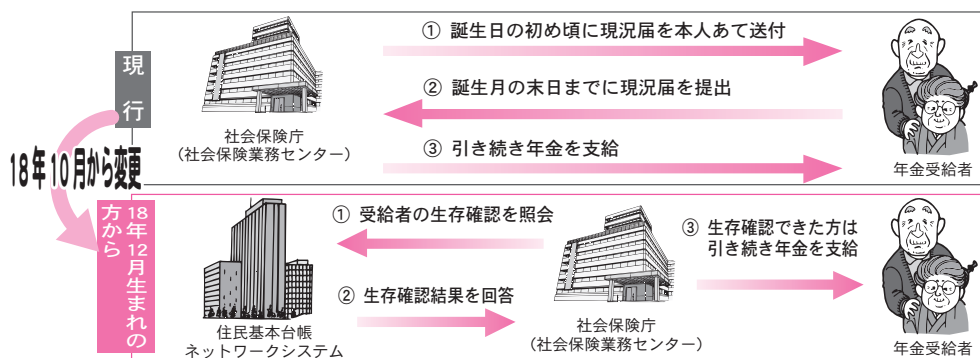 現行
① 誕生日の初め頃に現況届を本人あて送付
② 誕生月の末日までに現況届を提出
③ 引き続き年金を支給
社会保険庁
（社会保険業務センター）
年金受給者
18年10月から変更
18年12月生まれの
方から
① 受給者の生存確認を照会
② 生存確認結果を回答
③ 生存確認できた方は
引き続き年金を支給
住民基本台帳
ネットワークシステム
社会保険庁
（社会保険業務センター）
年金受給者